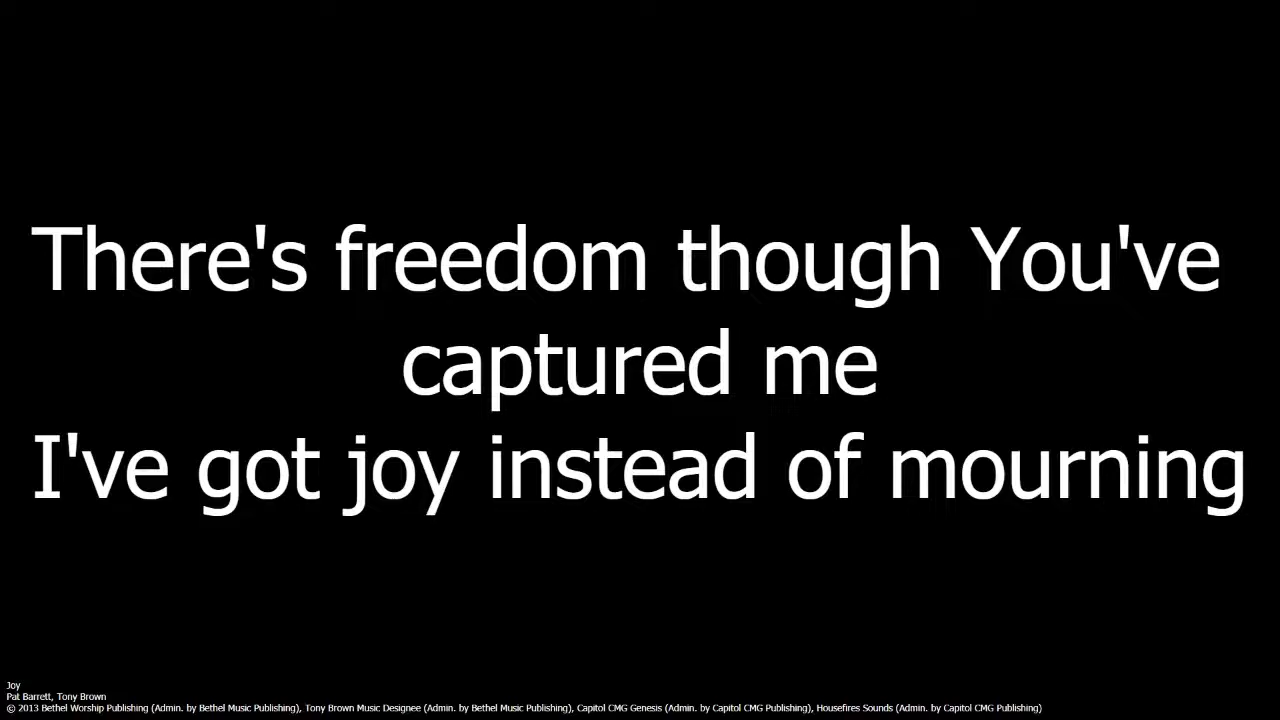 There's freedom though You've
captured me
I've got joy instead of mourning
Joy
Pat Barrett, Tony Brown
© 2013 Bethel Worship Publishing (Admin. by Bethel Music Publishing), Tony Brown Music Designee (Admin. by Bethel Music Publishing), Capitol CMG Genesis (Admin. by Capitol CMG Publishing), Housefires Sounds (Admin. by Capitol CMG Publishing)